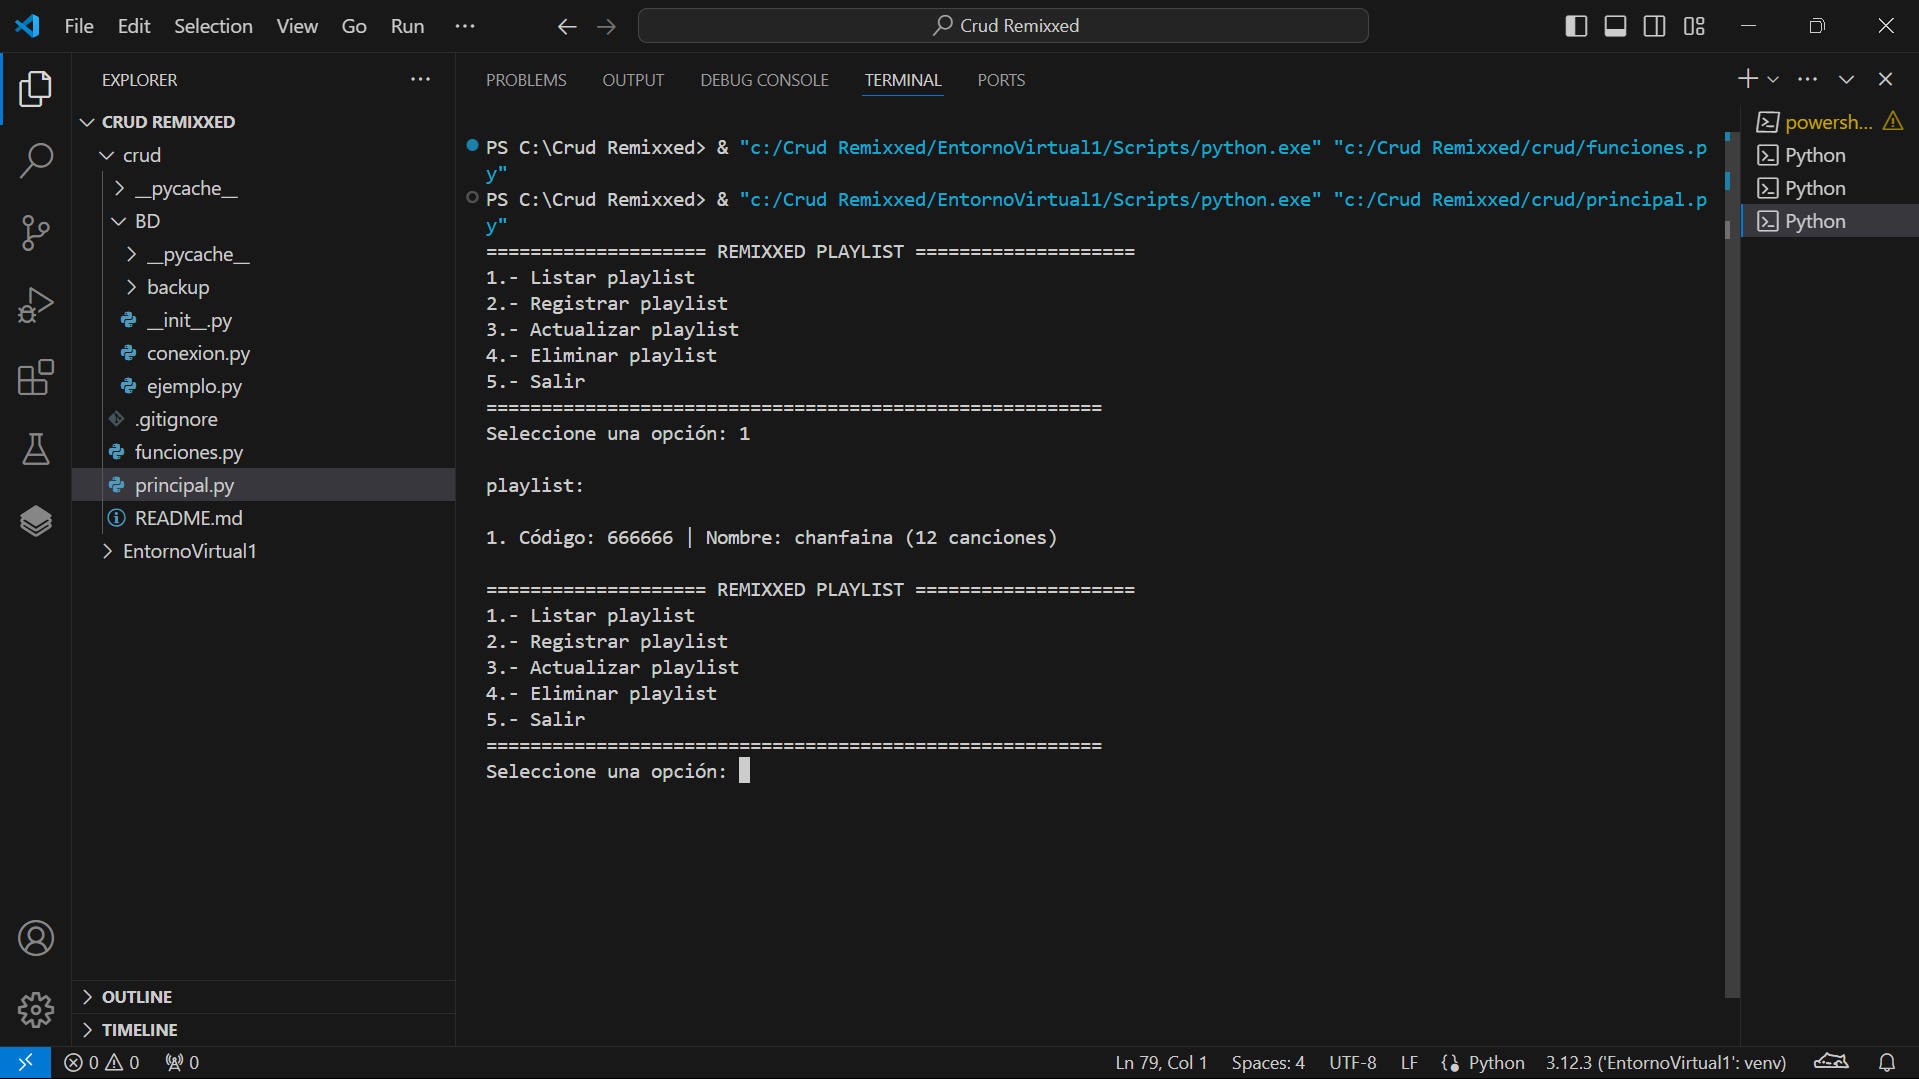 File Edit Selection View Go Run ··· Crud Remixxed
EXPLORER
CRUD REMIXXED
crud
__pycache__
BD
__pycache__
backup
__init__.py
conexion.py
ejemplo.py
.gitignore
funciones.py
principal.py
README.md
EntornoVirtual1
OUTLINE
TIMELINE
PROBLEMS OUTPUT DEBUG CONSOLE TERMINAL PORTS
PS C:\Crud Remixxed> & "c:/Crud Remixxed/EntornoVirtual1/Scripts/python.exe" "c:/Crud Remixxed/crud/funciones.p
y"
PS C:\Crud Remixxed> & "c:/Crud Remixxed/EntornoVirtual1/Scripts/python.exe" "c:/Crud Remixxed/crud/principal.p
y"
==================== REMIXXED PLAYLIST ====================
1.- Listar playlist
2.- Registrar playlist
3.- Actualizar playlist
4.- Eliminar playlist
5.- Salir
========================================================
Seleccione una opción: 1
playlist:
1. Código: 666666 | Nombre: chanfaina (12 canciones)
==================== REMIXXED PLAYLIST ====================
1.- Listar playlist
2.- Registrar playlist
3.- Actualizar playlist
4.- Eliminar playlist
5.- Salir
========================================================
Seleccione una opción:
powersh...
Python
Python
Python
0 0 0 Ln 79, Col 1 Spaces: 4 UTF-8 LF Python 3.12.3 ('EntornoVirtual1': venv)